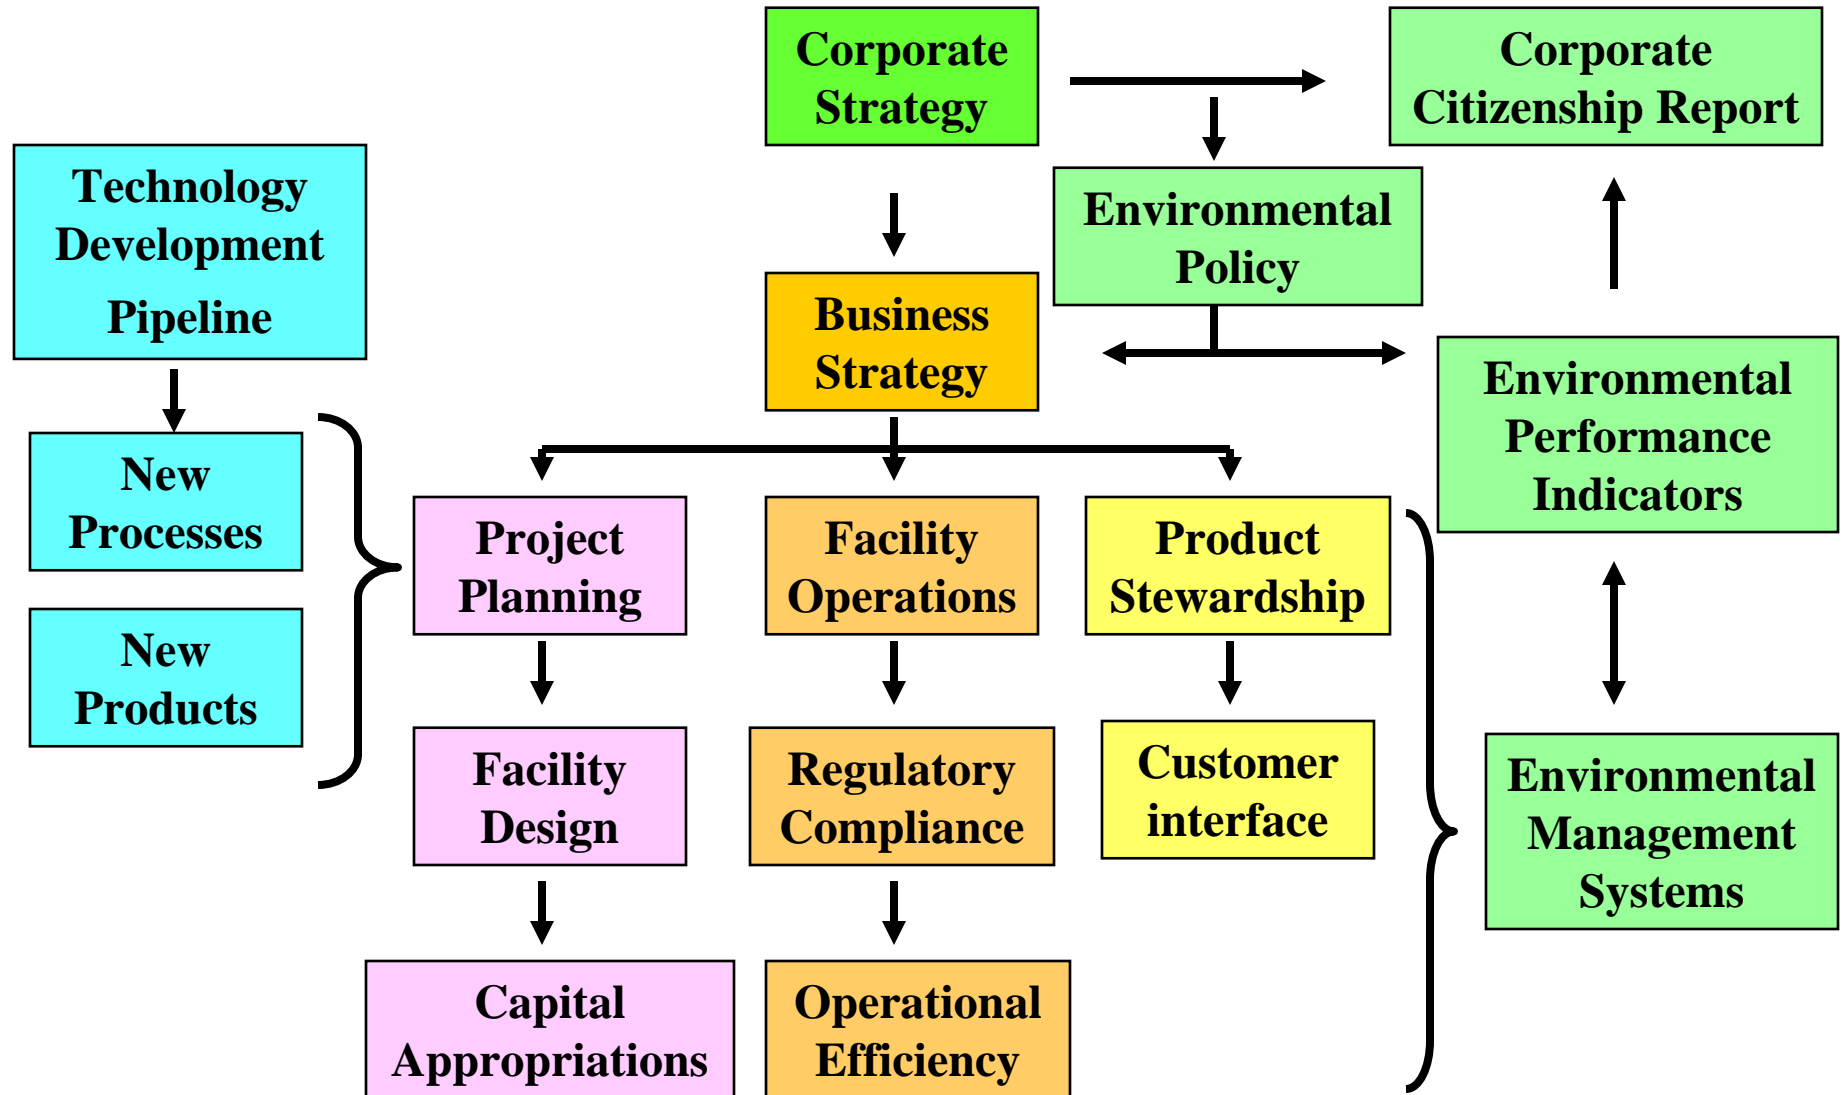 Corporate
Strategy
Corporate
Citizenship Report
Technology
Development
Pipeline
Environmental
Policy
Business
Strategy
Environmental
Performance
Indicators
New
Processes
New
Products
Project
Planning
Facility
Operations
Product
Stewardship
Facility
Design
Regulatory
Compliance
Customer
interface
Environmental
Management
Systems
Capital
Appropriations
Operational
Efficiency